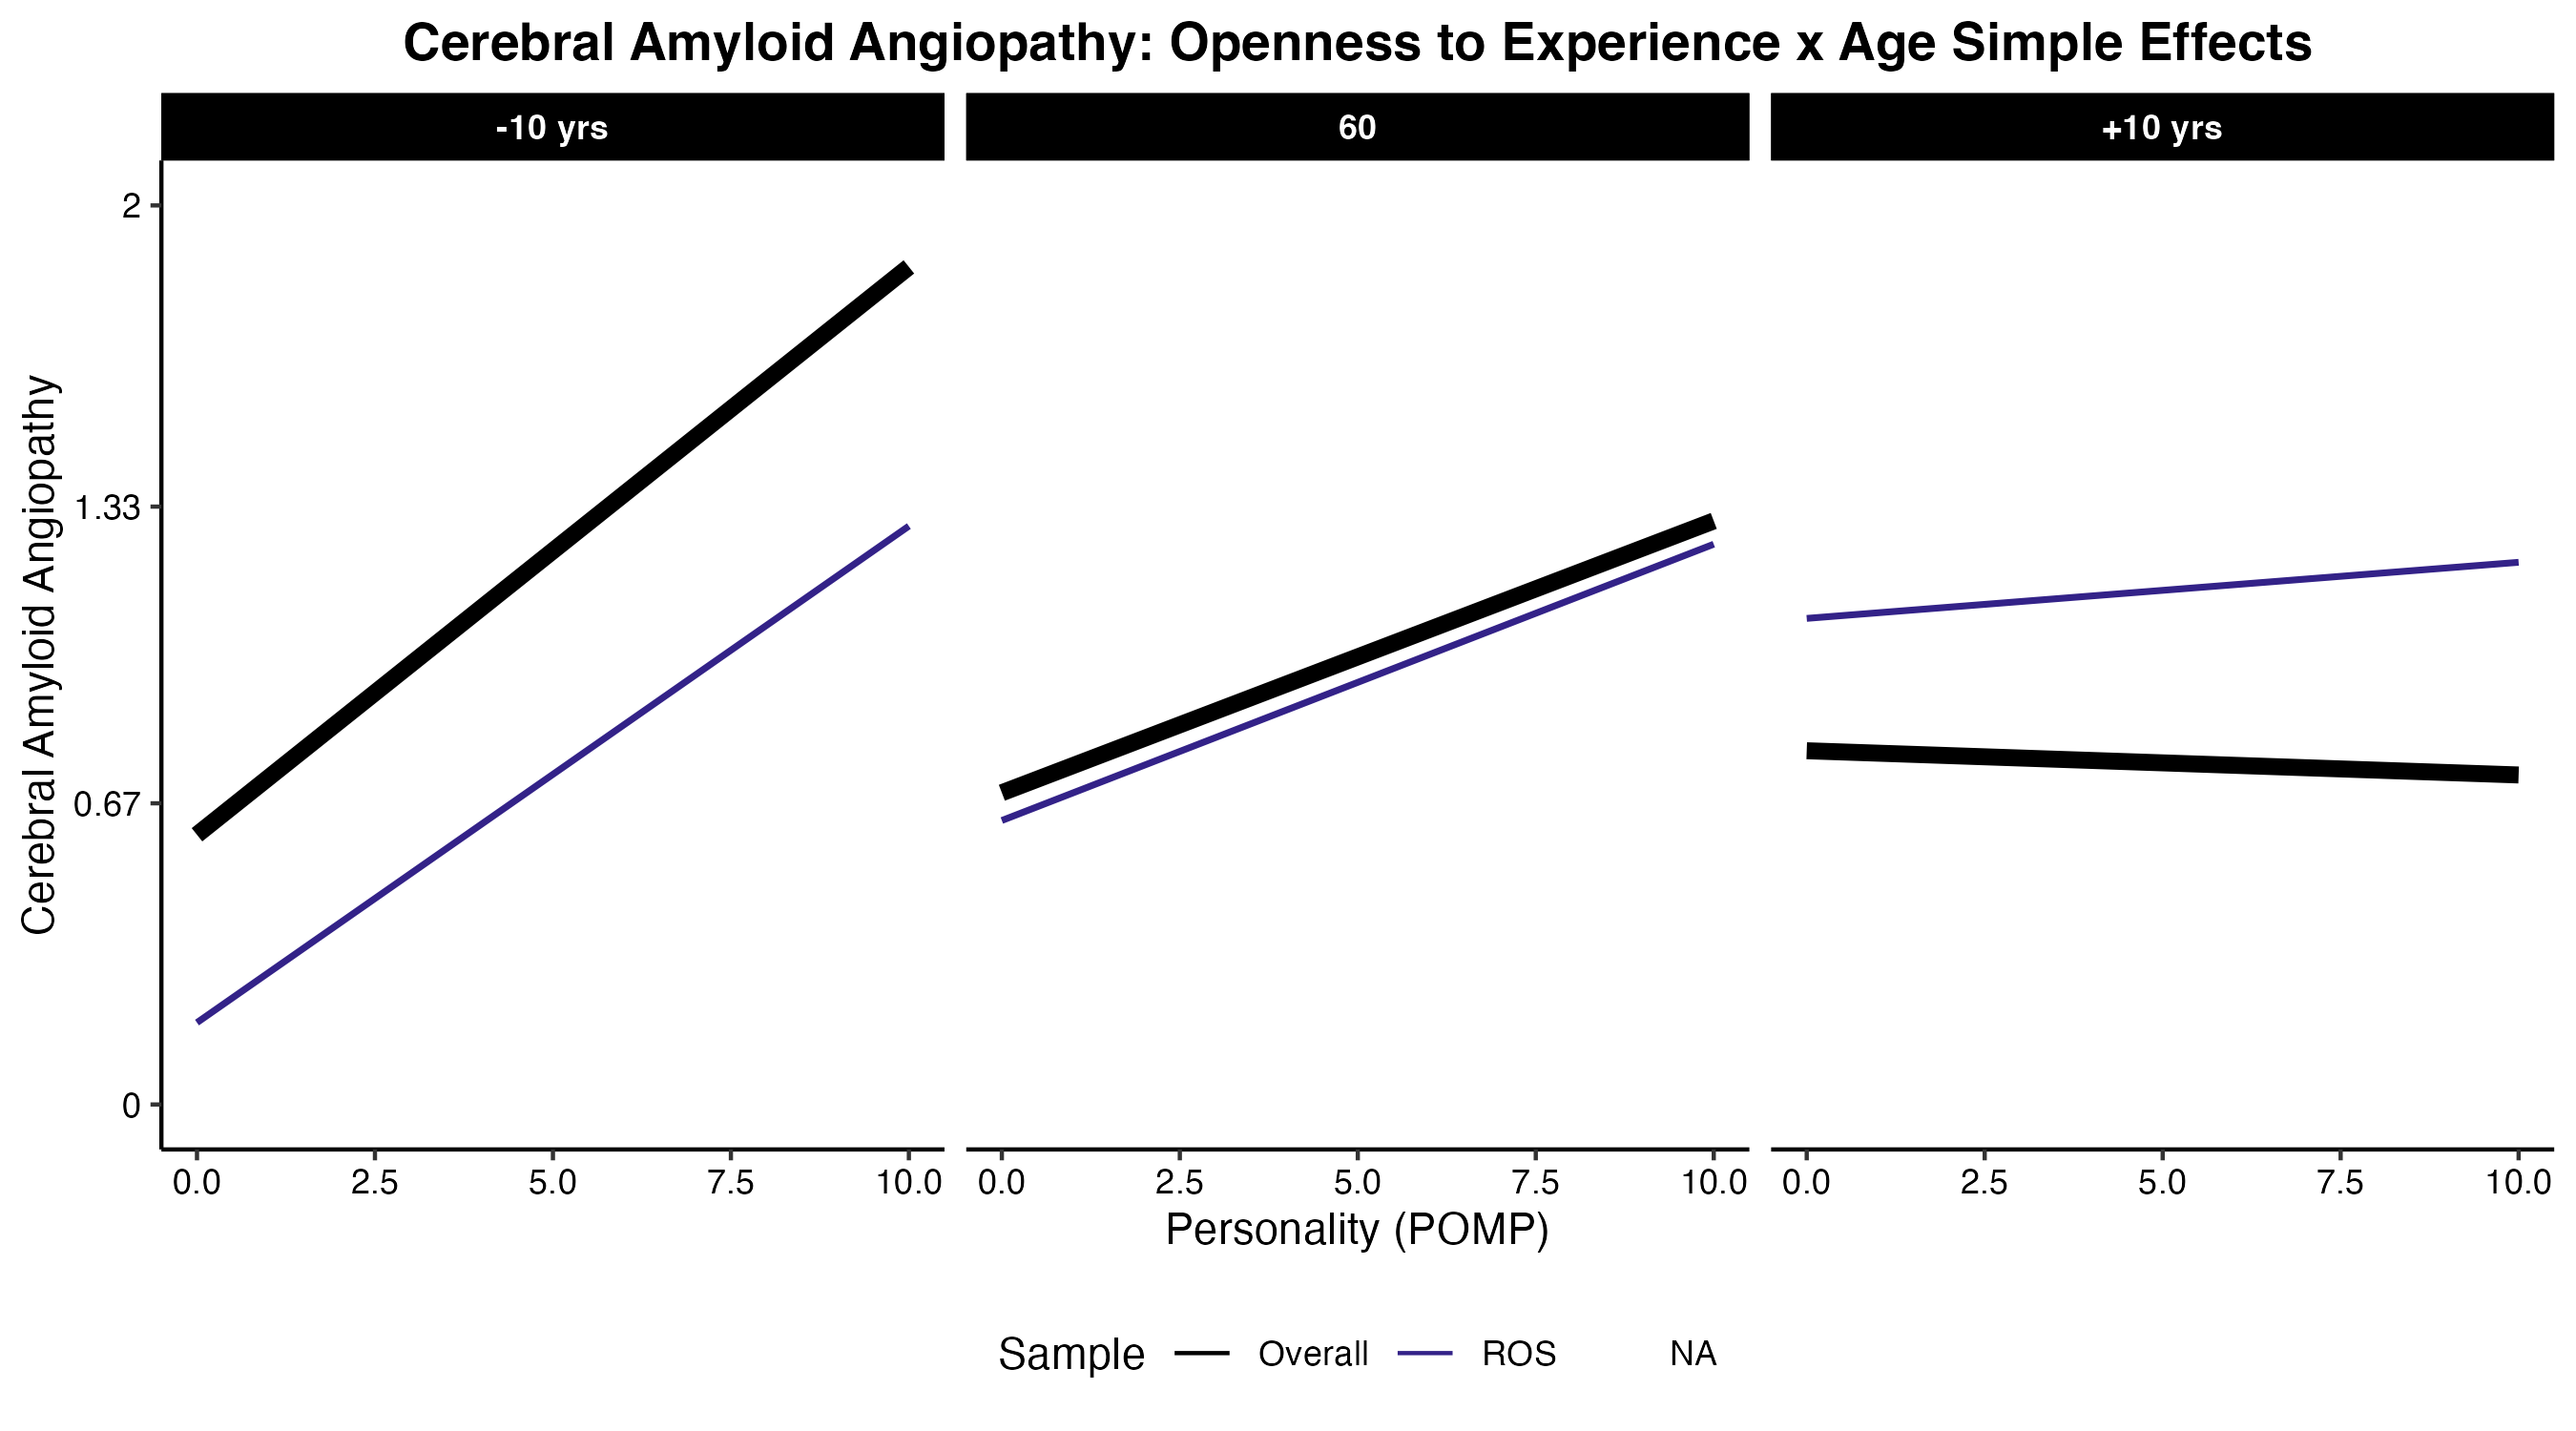 Cerebral Amyloid Angiopathy: Openness to Experience x Age Simple Effects
-10 yrs
60
+10 yrs
Cerebral Amyloid Angiopathy
2
1.33
0.67
0
0.0 2.5 5.0 7.5 10.0
0.0 2.5 5.0 7.5 10.0
0.0 2.5 5.0 7.5 10.0
Personality (POMP)
Sample Overall ROS NA